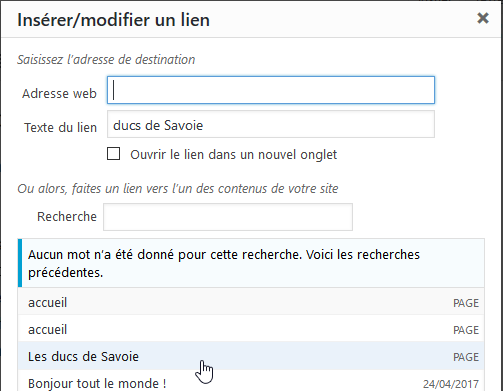 Insérer/modifier un lien
Saisissez l'adresse de destination
Adresse web
Texte du lien ducs de Savoie
Ouvrir le lien dans un nouvel onglet
Ou alors, faites un lien vers l'un des contenus de votre site
Recherche
Aucun mot n'a été donné pour cette recherche. Voici les recherches
précédentes.
accueil PAGE
accueil PAGE
Les ducs de Savoie PAGE
Bonjour tout le monde ! 24/04/2017